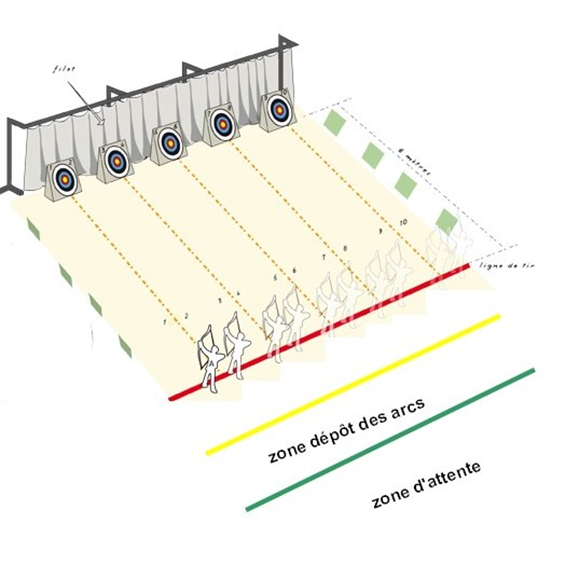 filet
6 mètres
10
9
8
7
6
5
4
3
2
1
ligne de tir
zone dépôt des arcs
zone d'attente